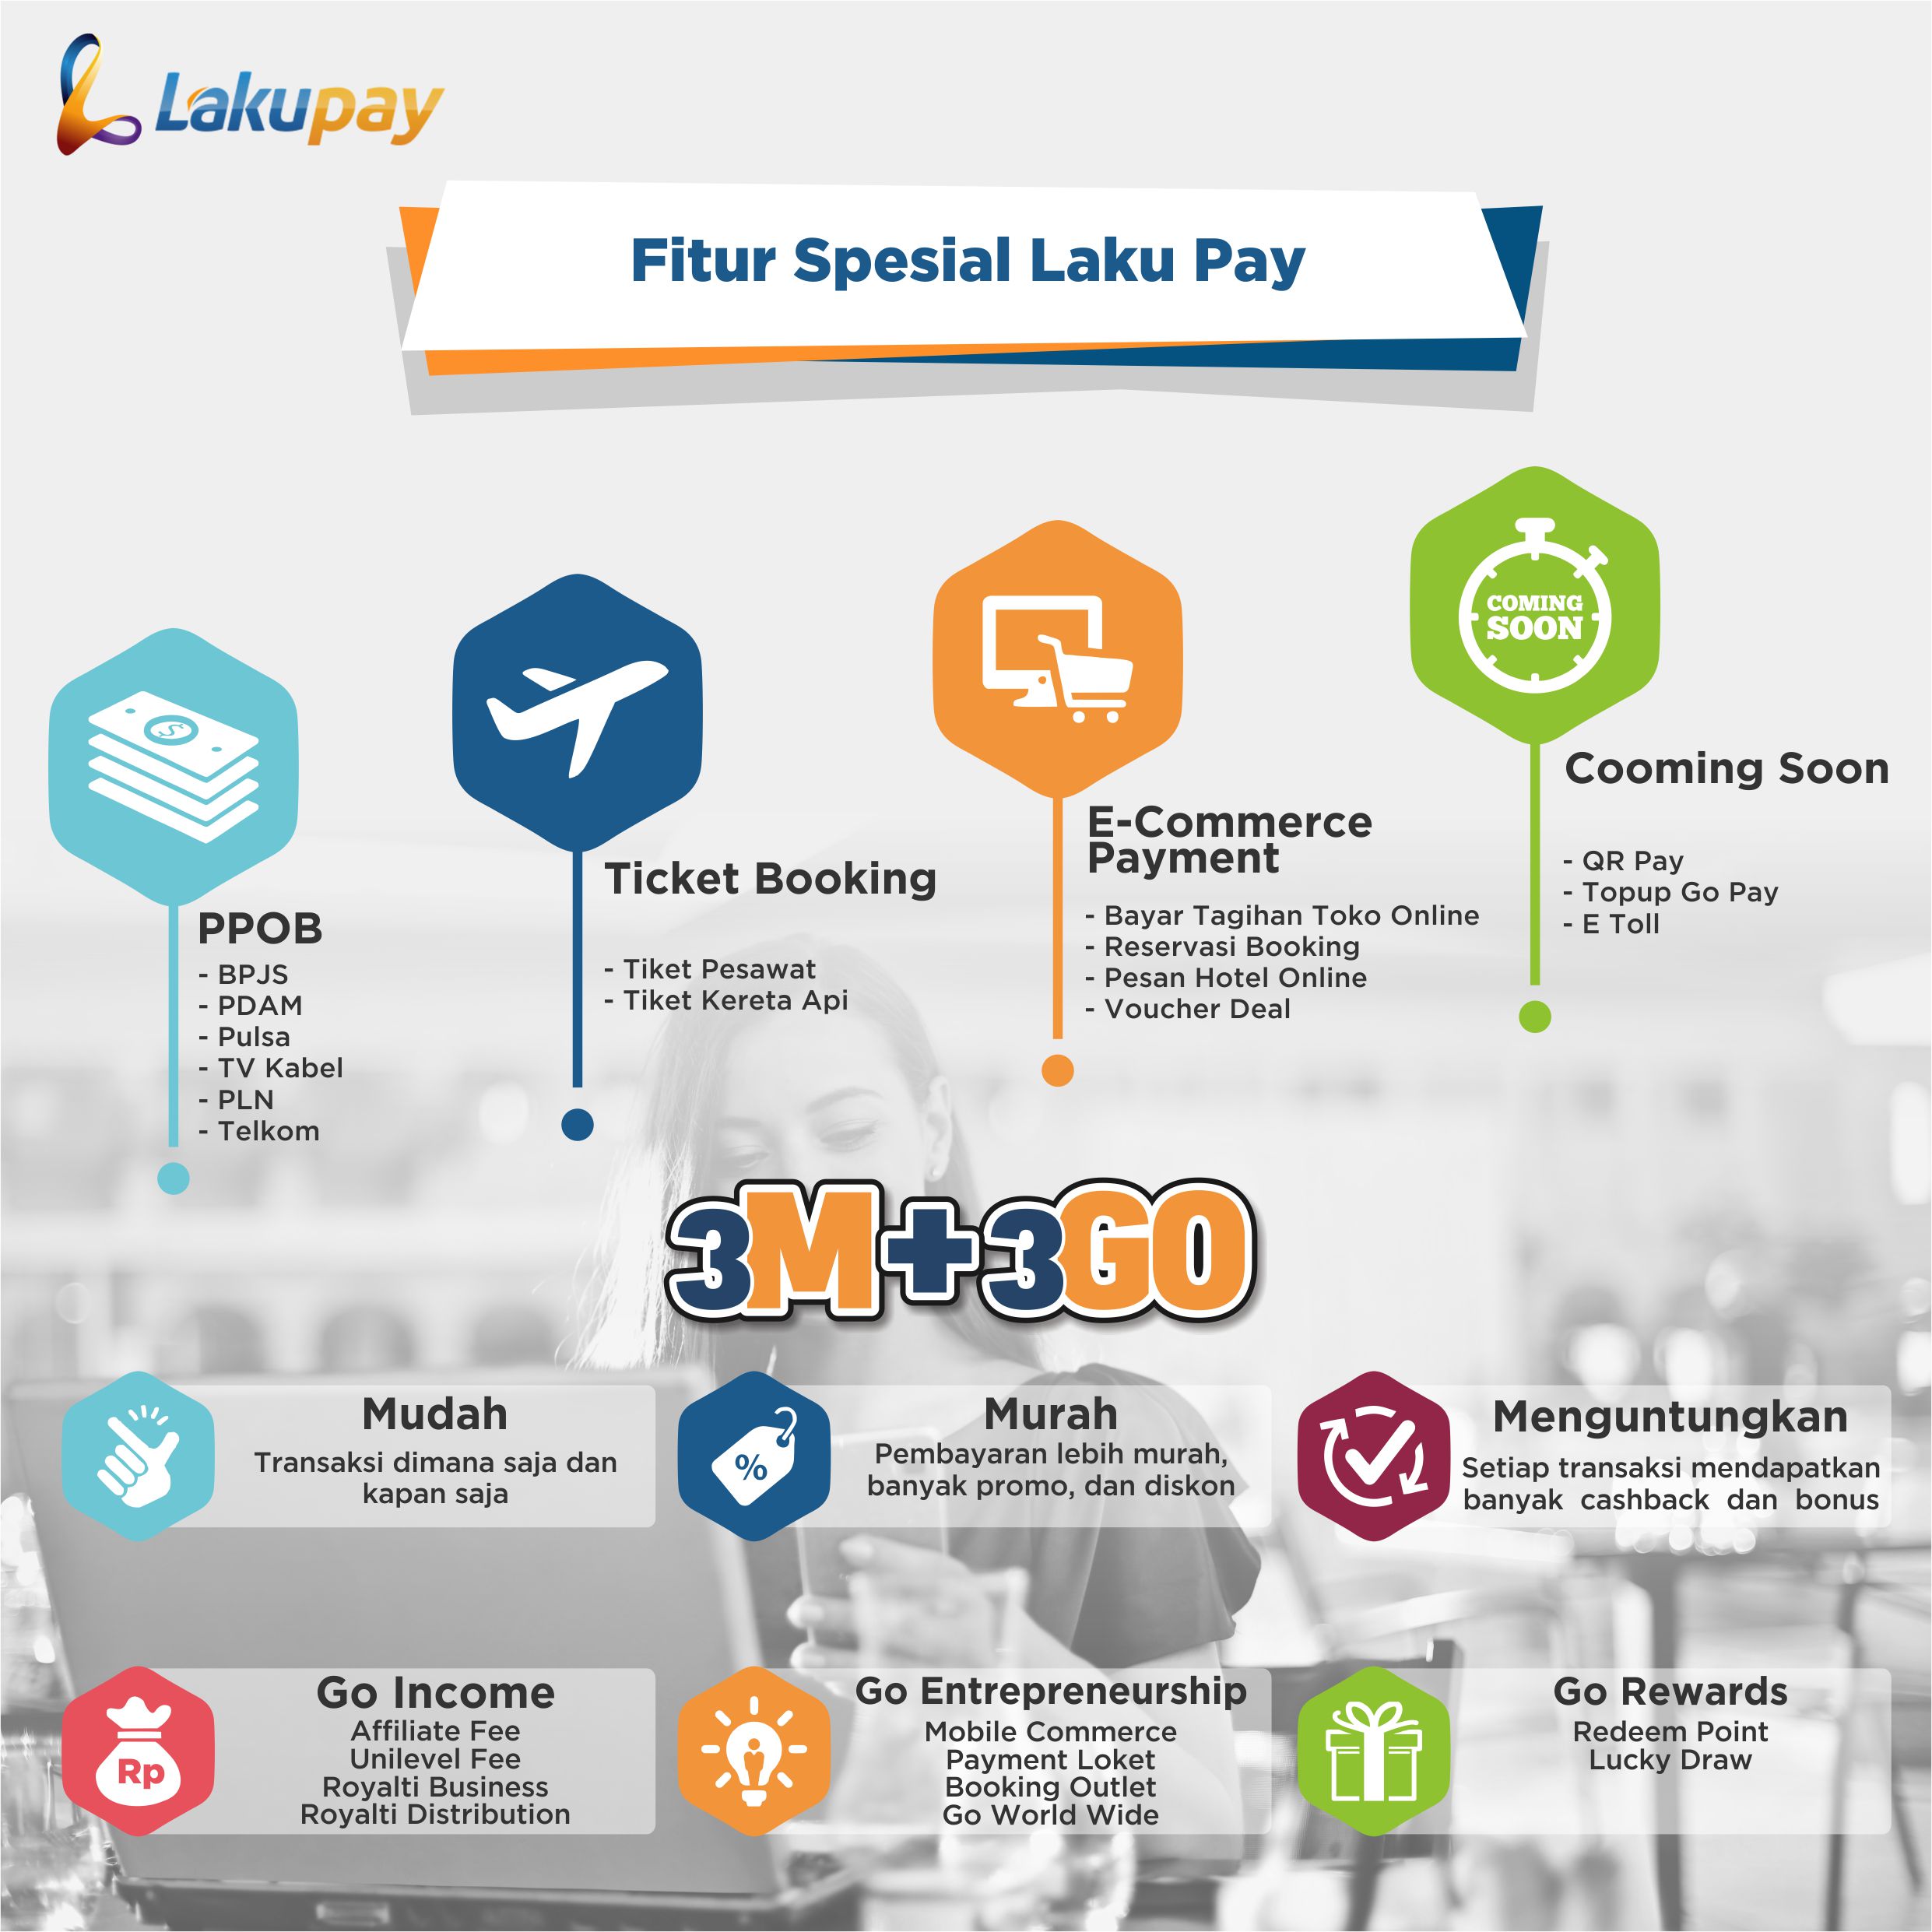 Lakupay
Fitur Spesial Laku Pay
PPOB
- BPJS
- PDAM
- Pulsa
- TV Kabel
- PLN
- Telkom
Ticket Booking
- Tiket Pesawat
- Tiket Kereta Api
E-Commerce
Payment
- Bayar Tagihan Toko Online
- Reservasi Booking
- Pesan Hotel Online
- Voucher Deal
COMING
SOON
Cooming Soon
- QR Pay
- Topup Go Pay
- E Toll
3M+3GO
Mudah
Transaksi dimana saja dan
kapan saja
%
Murah
Pembayaran lebih murah,
banyak promo, dan diskon
Menguntungkan
Setiap transaksi mendapatkan
banyak cashback dan bonus
Rp
Go Income
Affiliate Fee
Unilevel Fee
Royalti Business
Royalti Distribution
Go Entrepreneurship
Mobile Commerce
Payment Loket
Booking Outlet
Go World Wide
Go Rewards
Redeem Point
Lucky Draw